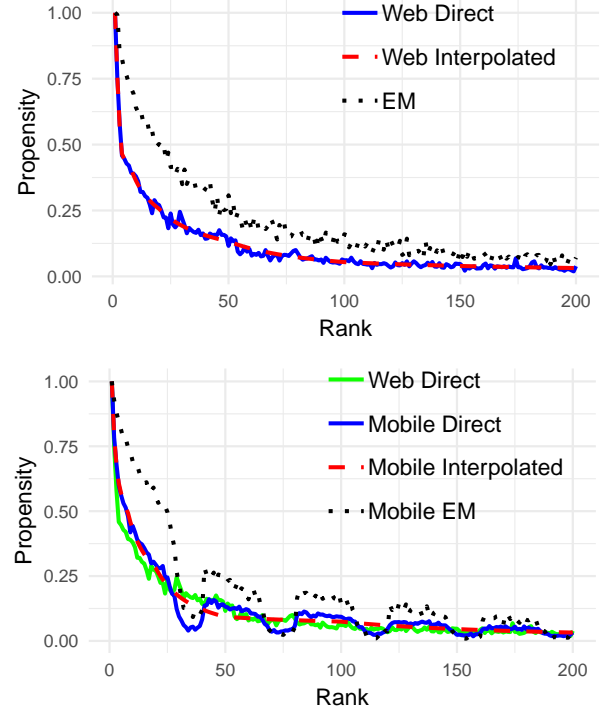 1.00
Web Direct
Web Interpolated
0.75
EM
Propensity
0.50
0.25
0.00
0 50 100 150 200
Rank
1.00
Web Direct
Mobile Direct
0.75
Mobile Interpolated
Propensity
0.50
Mobile EM
0.25
0.00
0 50 100 150 200
Rank